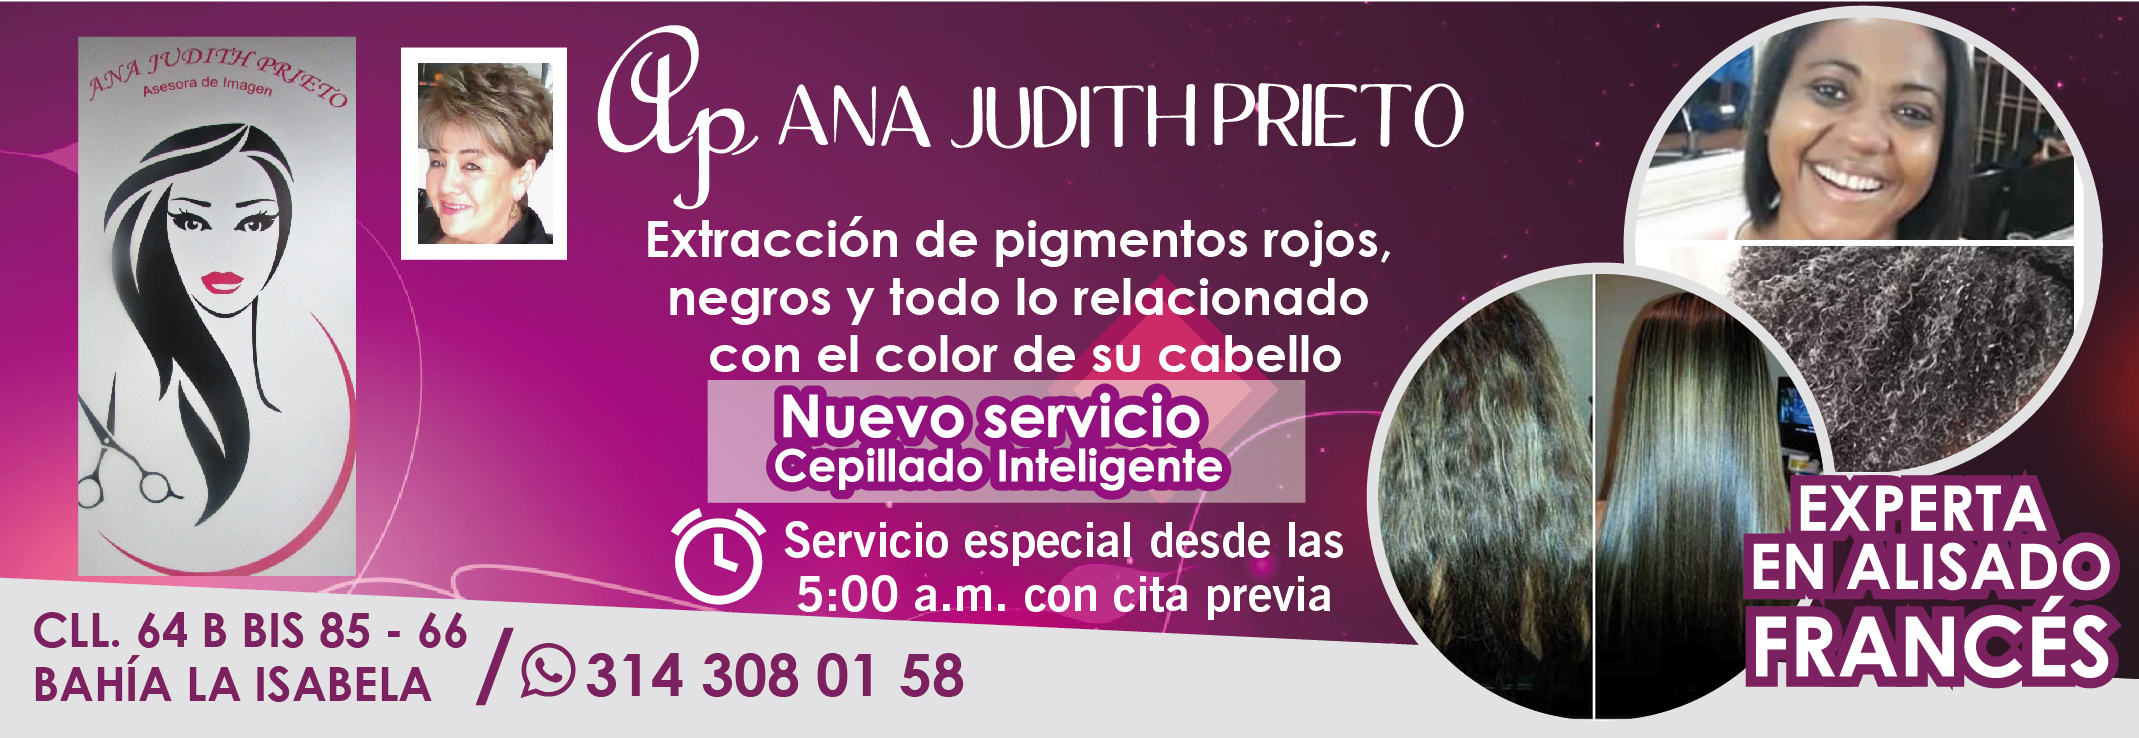 ANA JUDITH PRIETO
Asesora de Imagen
Ap ANA JUDITH PRIETO
Extracción de pigmentos rojos,
negros y todo lo relacionado
con el color de su cabello
Nuevo servicio
Cepillado Inteligente
Servicio especial desde las
5:00 a.m. con cita previa
EXPERTA
EN ALISADO
FRANCÉS
CLL. 64 B BIS 85 - 66
BAHÍA LA ISABELA
/ 314 308 01 58